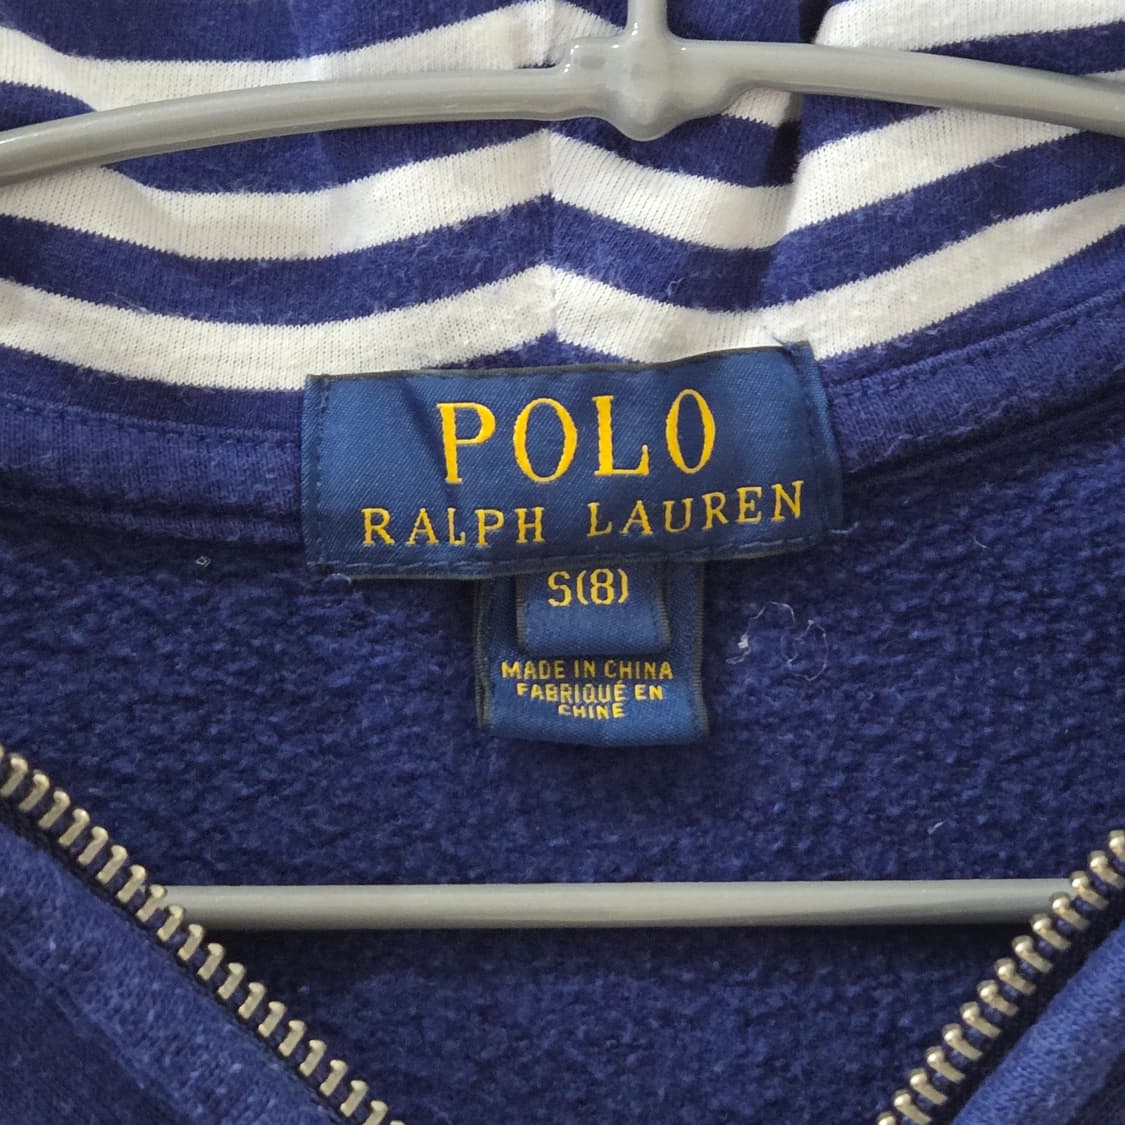 POLO
RALPH LAUREN
S(8)
MADE IN CHINA
FABRIQUÉ EN
CHINE